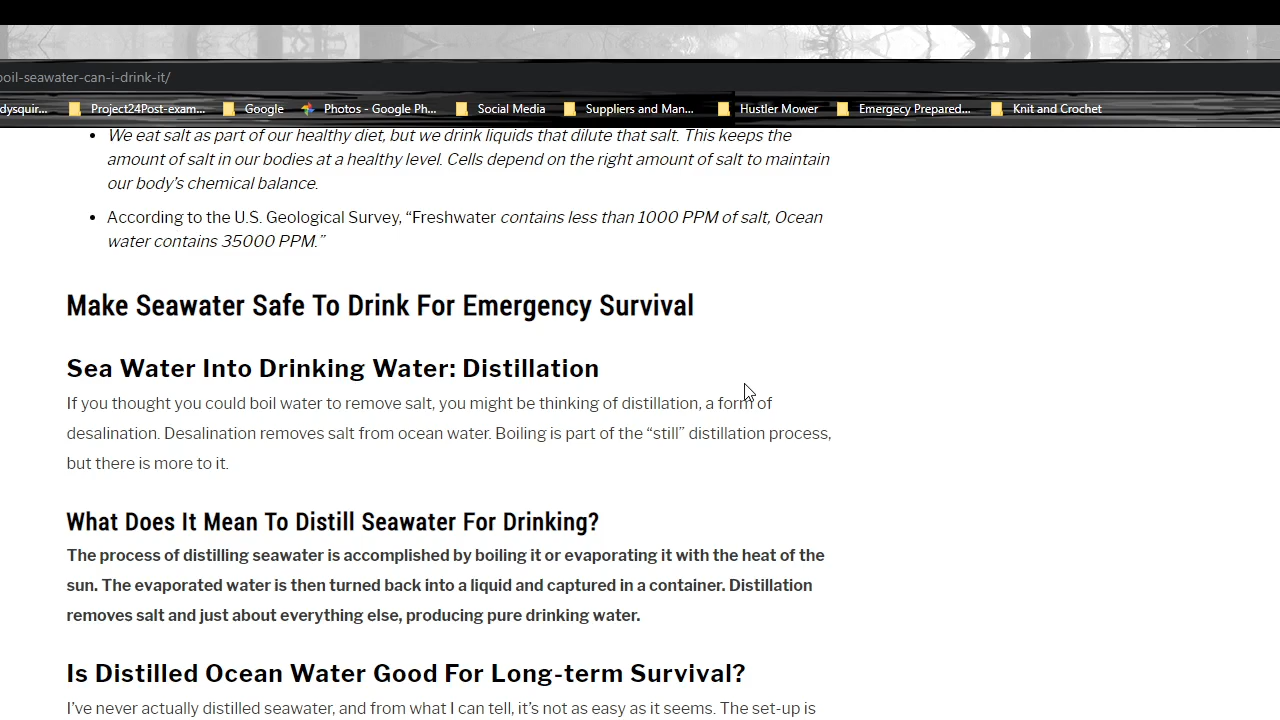 oil-seawater-can-i-drink-it/
dysquir... Project24Post-exam... Google Photos - Google Ph... Social Media Suppliers and Man... Hustler Mower Emergecy Prepared... Knit and Crochet
• We eat salt as part of our healthy diet, but we drink liquids that dilute that salt. This keeps the
amount of salt in our bodies at a healthy level. Cells depend on the right amount of salt to maintain
our body’s chemical balance.
• According to the U.S. Geological Survey, “Freshwater contains less than 1000 PPM of salt, Ocean
water contains 35000 PPM.”
Make Seawater Safe To Drink For Emergency Survival
Sea Water Into Drinking Water: Distillation
If you thought you could boil water to remove salt, you might be thinking of distillation, a form of
desalination. Desalination removes salt from ocean water. Boiling is part of the “still” distillation process,
but there is more to it.
What Does It Mean To Distill Seawater For Drinking?
The process of distilling seawater is accomplished by boiling it or evaporating it with the heat of the
sun. The evaporated water is then turned back into a liquid and captured in a container. Distillation
removes salt and just about everything else, producing pure drinking water.
Is Distilled Ocean Water Good For Long-term Survival?
I’ve never actually distilled seawater, and from what I can tell, it’s not as easy as it seems. The set-up is